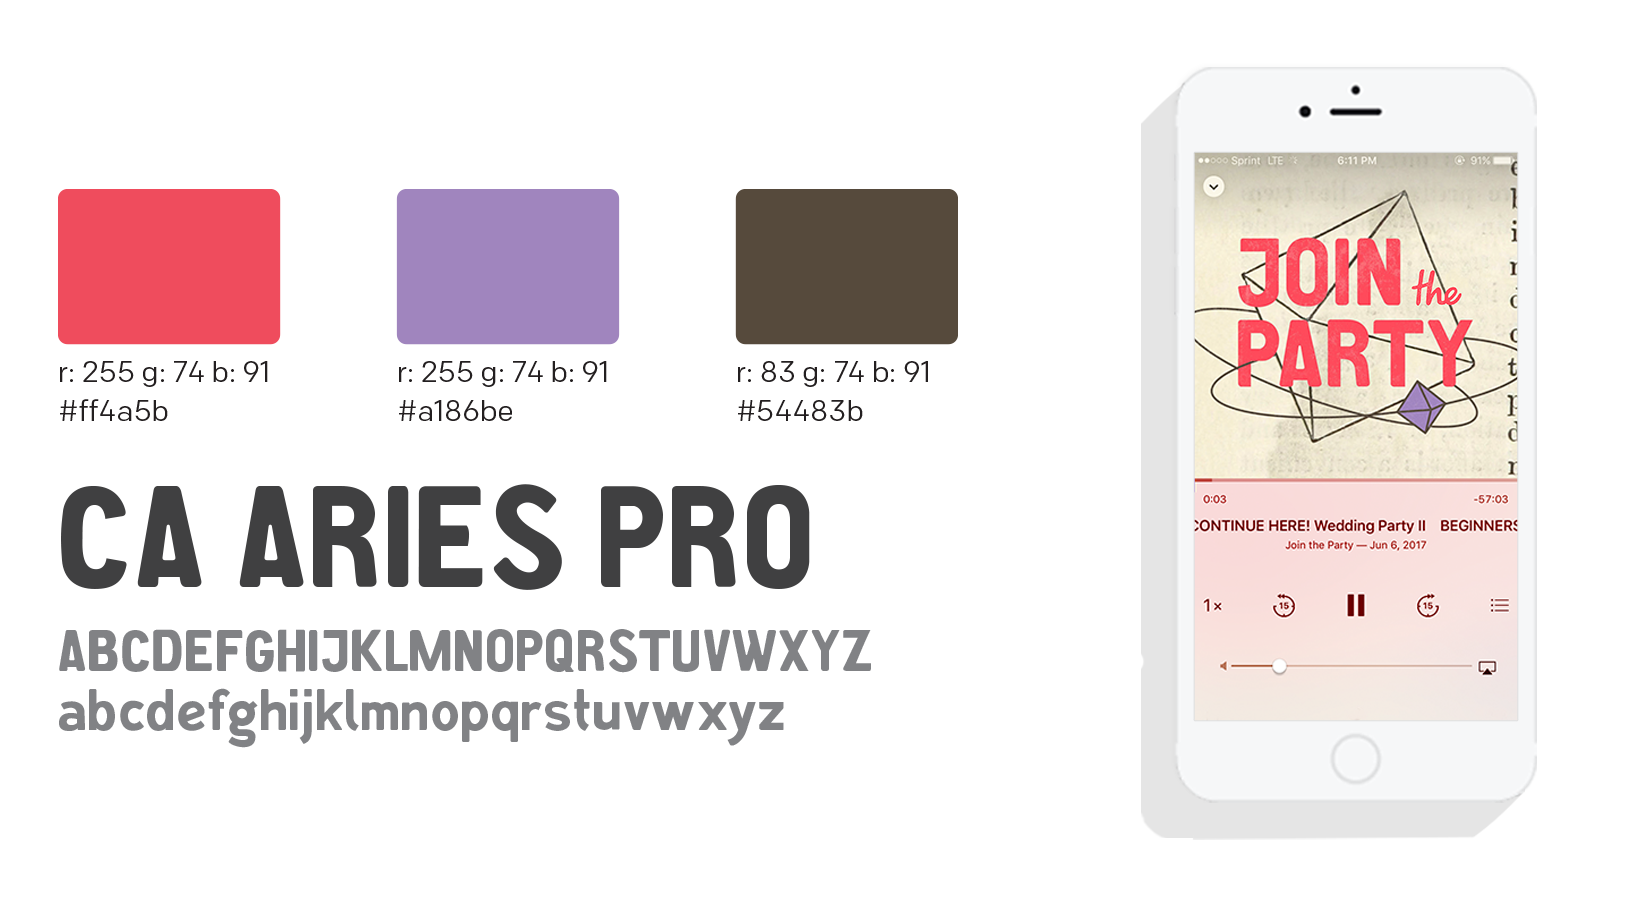 r: 255 g: 74 b: 91
#ff4a5b
r: 255 g: 74 b: 91
#a186be
r: 83 g: 74 b: 91
#54483b
CA ARIES PRO
ABCDEFGHIJKLMNOPQRSTUVWXYZ
abcdefghijklmnopqrstuvwxyz
Sprint LTE 6:11 PM 91%
JOIN the
PARTY
0:03 -57:03
CONTINUE HERE! Wedding Party II BEGINNERS
Join the Party — Jun 6, 2017
1× 15 15